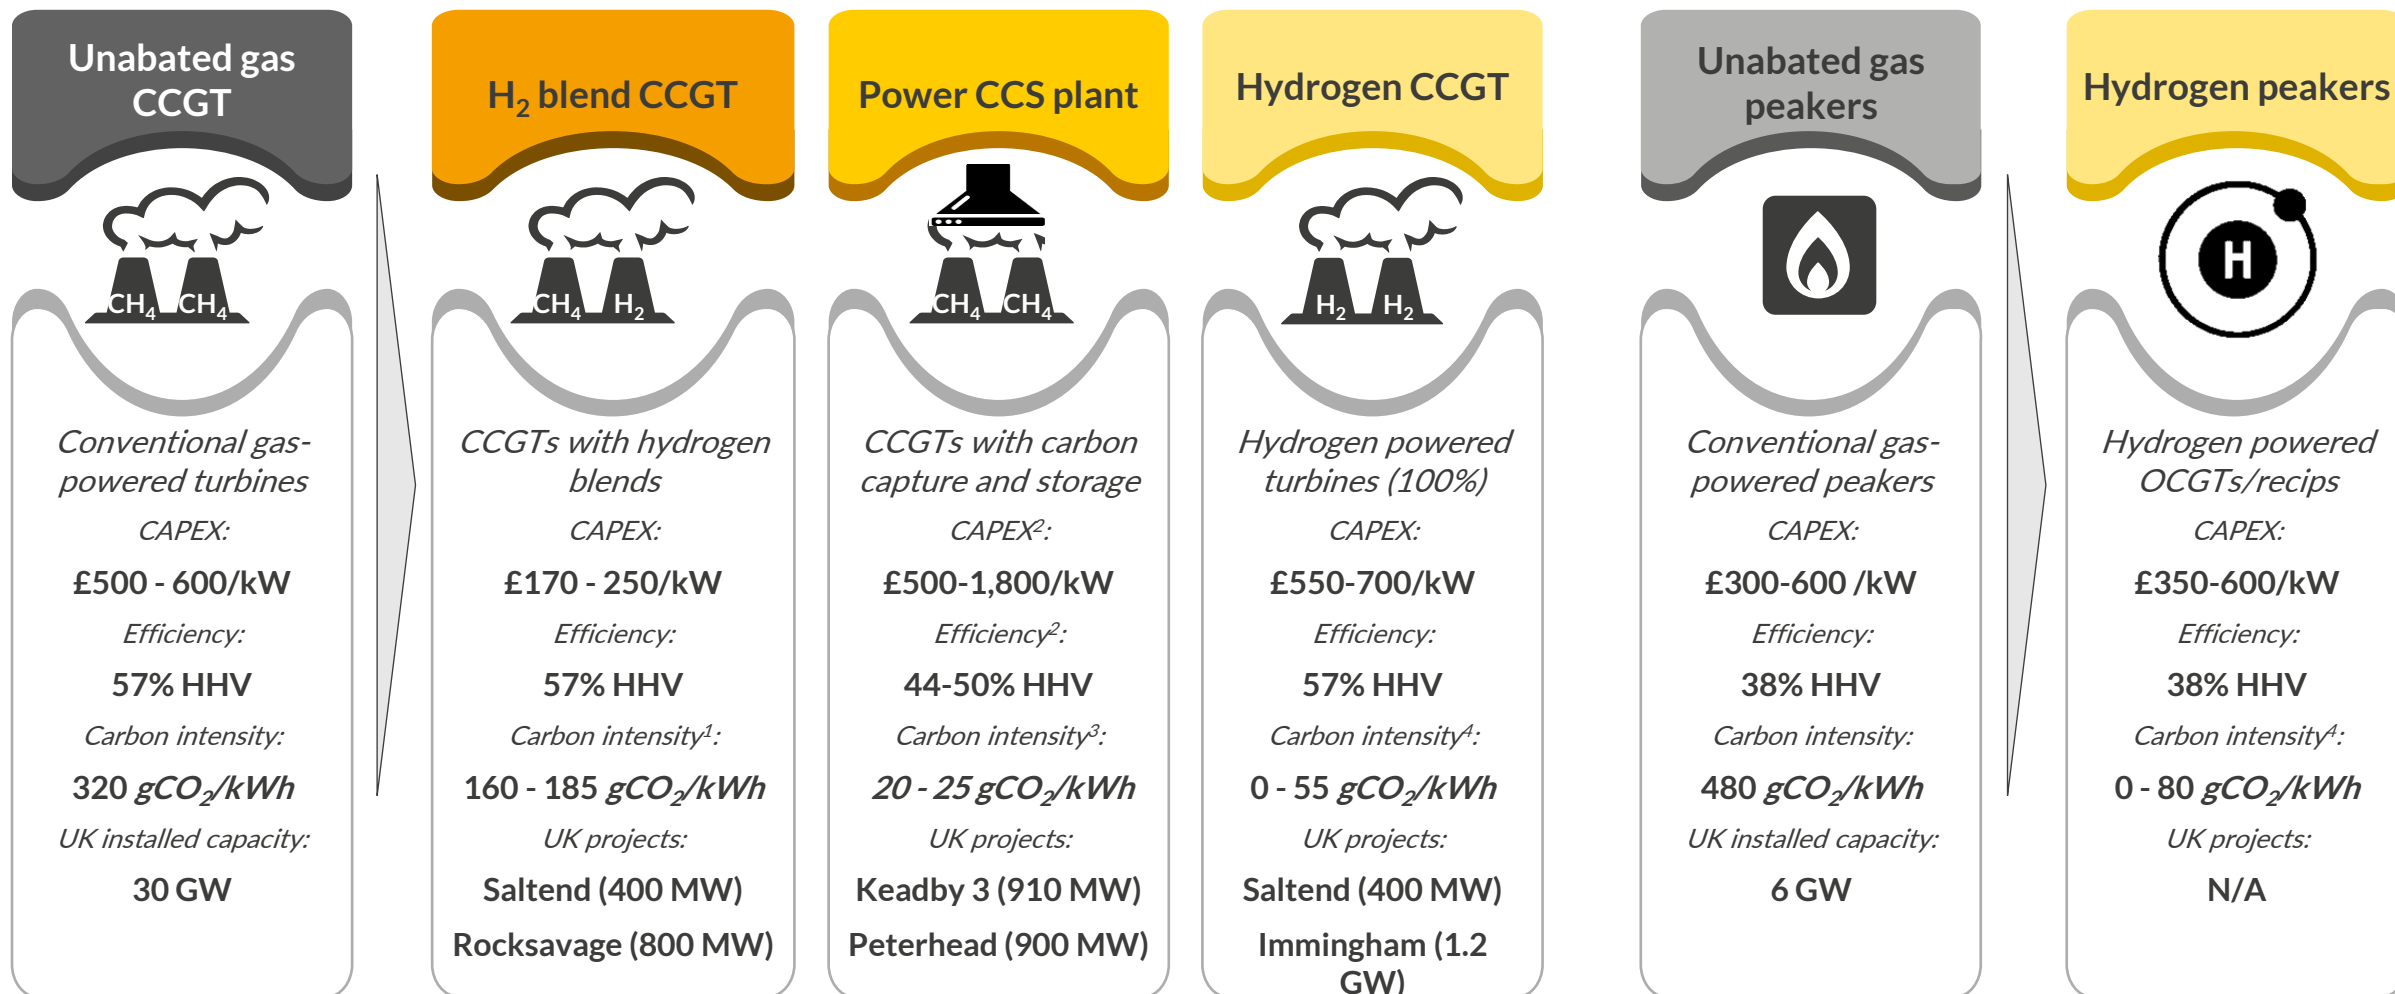 Unabated gas
CCGT
CH4 CH4
Conventional gas-
powered turbines
CAPEX:
£500 - 600/kW
Efficiency:
57% HHV
Carbon intensity:
320 gCO2/kWh
UK installed capacity:
30 GW
H2 blend CCGT
CH4 H2
CCGTs with hydrogen
blends
CAPEX:
£170 - 250/kW
Efficiency:
57% HHV
Carbon intensity1:
160 - 185 gCO2/kWh
UK projects:
Saltend (400 MW)
Rocksavage (800 MW)
Power CCS plant
CH4 CH4
CCGTs with carbon
capture and storage
CAPEX2:
£500-1,800/kW
Efficiency2:
44-50% HHV
Carbon intensity3:
20 - 25 gCO2/kWh
UK projects:
Keadby 3 (910 MW)
Peterhead (900 MW)
Hydrogen CCGT
H2 H2
Hydrogen powered
turbines (100%)
CAPEX:
£550-700/kW
Efficiency:
57% HHV
Carbon intensity4:
0 - 55 gCO2/kWh
UK projects:
Saltend (400 MW)
Immingham (1.2
GW)
Unabated gas
peakers
Conventional gas-
powered peakers
CAPEX:
£300-600 /kW
Efficiency:
38% HHV
Carbon intensity:
480 gCO2/kWh
UK installed capacity:
6 GW
Hydrogen peakers
H
Hydrogen powered
OCGTs/recips
CAPEX:
£350-600/kW
Efficiency:
38% HHV
Carbon intensity4:
0 - 80 gCO2/kWh
UK projects:
N/A